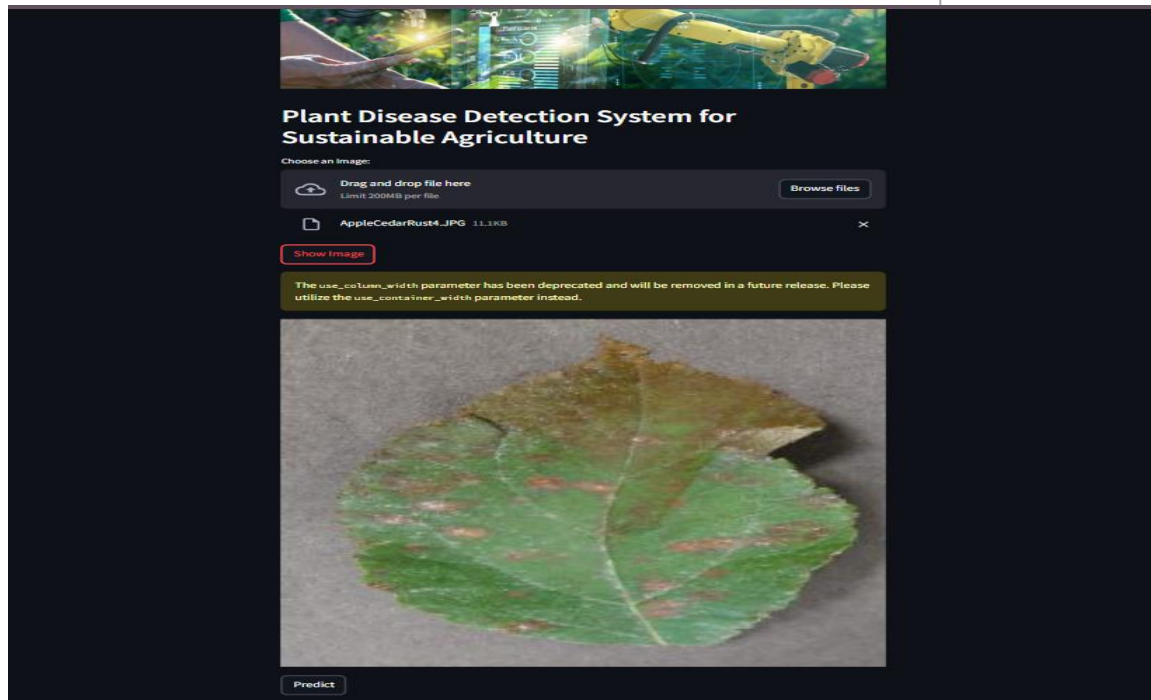 Plant Disease Detection System for
Sustainable Agriculture
Choose an Image:
Drag and drop file here
Limit 200MB per file
Browse files
AppleCedarRust4.JPG 11.1KB
Show Image
The use_column_width parameter has been deprecated and will be removed in a future release. Please
utilize the use_container_width parameter instead.
Predict